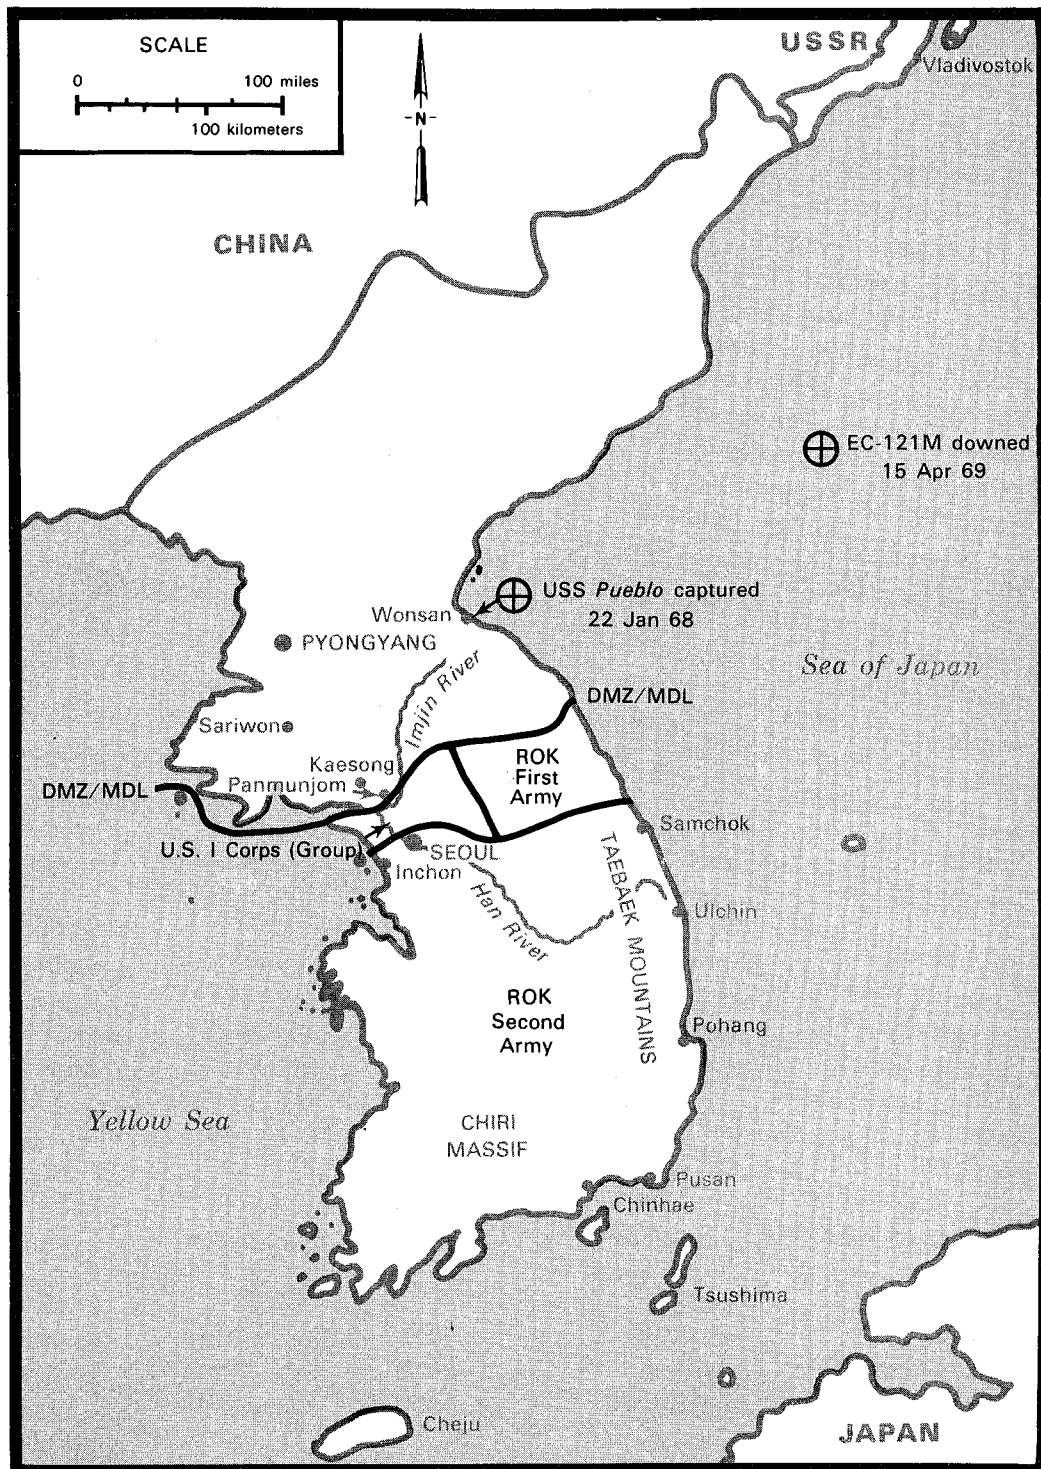 SCALE
0 100 miles
100 kilometers
-N-
USSR
Vladivostok
CHINA
EC-121M downed
15 Apr 69
USS Pueblo captured
22 Jan 68
Wonsan
PYONGYANG
Imjin River
Sea of Japan
DMZ/MDL
Sariwon
Kaesong
Panmunjom
DMZ/MDL
ROK
First
Army
U.S. I Corps (Group)
SEOUL
Inchon
Samchok
Han River
TAEBAEK MOUNTAINS
Ulchin
ROK
Second
Army
Pohang
Yellow Sea
CHIRI
MASSIF
Pusan
Chinhae
Tsushima
Cheju
JAPAN